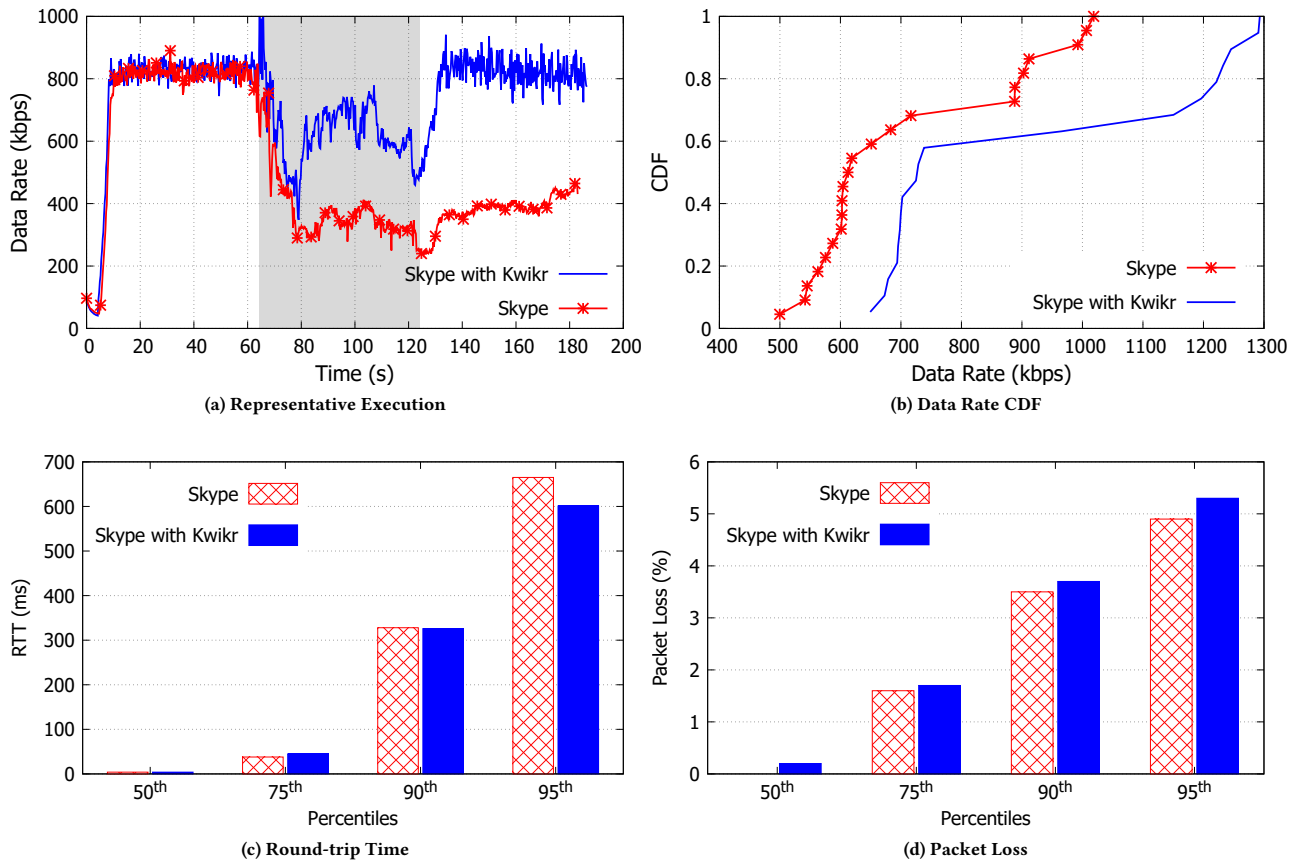 1000
800
600
400
200
0
Data Rate (kbps)
0 20 40 60 80 100 120 140 160 180 200
Time (s)
Skype with Kwikr
Skype
(a) Representative Execution
1
0.8
0.6
0.4
0.2
0
CDF
400 500 600 700 800 900 1000 1100 1200 1300
Data Rate (kbps)
Skype
Skype with Kwikr
(b) Data Rate CDF
700
600
500
400
300
200
100
0
RTT (ms)
Skype
Skype with Kwikr
50th 75th 90th 95th
Percentiles
(c) Round-trip Time
6
5
4
3
2
1
0
Packet Loss (%)
Skype
Skype with Kwikr
50th 75th 90th 95th
Percentiles
(d) Packet Loss